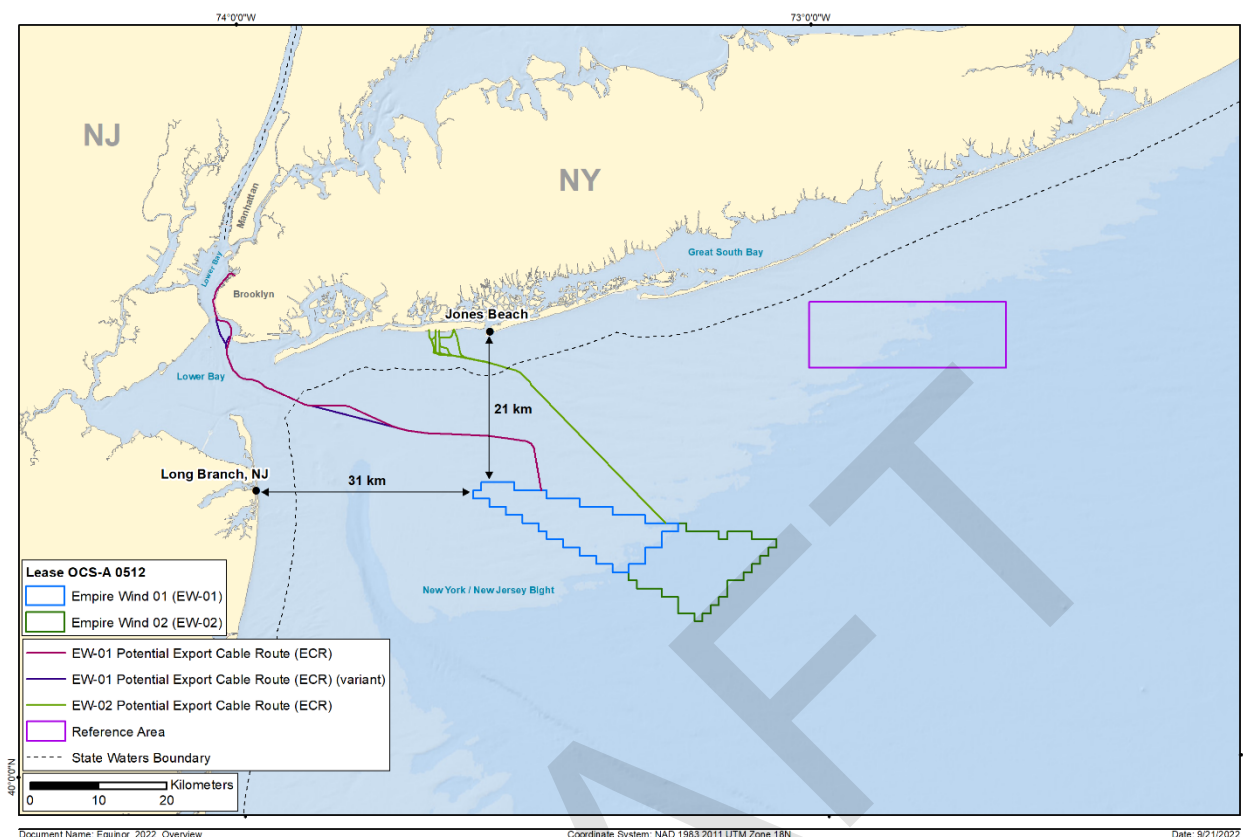 74°0'0"W
73°0'0"W
NJ
NY
Manhattan
Lower Bay
Brooklyn
Great South Bay
Jones Beach
Lower Bay
21 km
Long Branch, NJ
31 km
New York / New Jersey Bight
Lease OCS-A 0512
Empire Wind 01 (EW-01)
Empire Wind 02 (EW-02)
EW-01 Potential Export Cable Route (ECR)
EW-01 Potential Export Cable Route (ECR) (variant)
EW-02 Potential Export Cable Route (ECR)
Reference Area
State Waters Boundary
Kilometers
0 10 20
40°0'0"N
AFT
Document Name: Equinor_2022_Overview
Coordinate System: NAD 1983 2011 UTM Zone 18N
Date: 9/21/2022